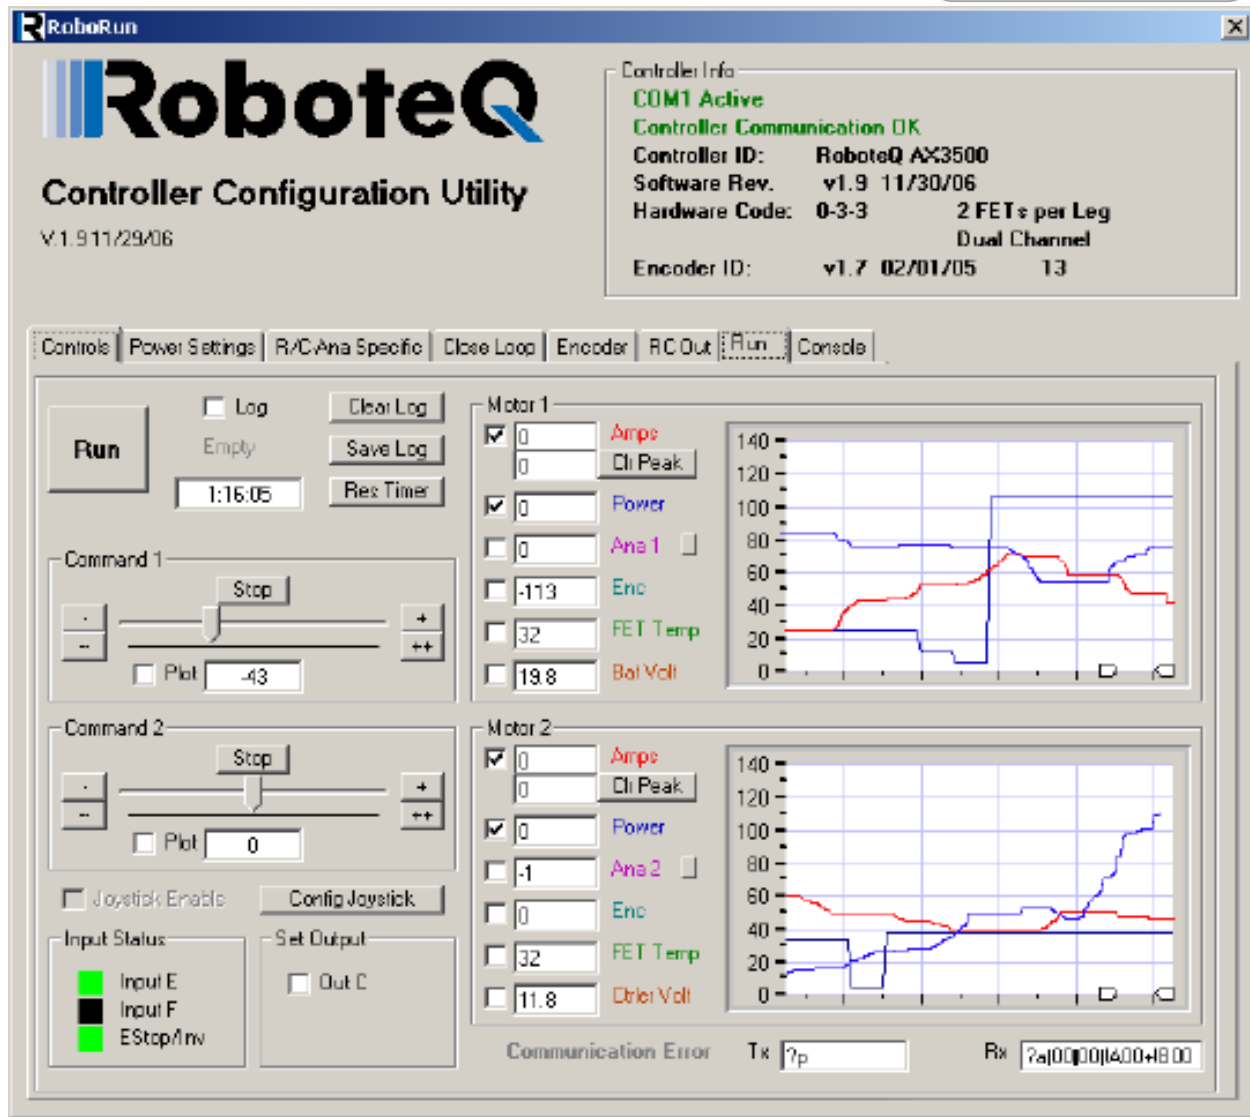 RoboRun
RoboteQ
Controller Configuration Utility
V.1.9 11/29/06
Controller Info
COM1 Active
Controller Communication OK
Controller ID: RoboteQ AX3500
Software Rev. v1.9 11/30/06
Hardware Code: 0-3-3 2 FETs per Leg
Dual Channel
Encoder ID: v1.7 02/01/05 13
Controls Power Settings R/C-Ana Specific Close Loop Encoder RC Out Run Console
Run
Log
Empty
1:16:05
Clear Log
Save Log
Res Timer
Command 1
Stop
- +
-- ++
Plot -43
Command 2
Stop
- +
-- ++
Plot 0
Joystick Enable
Config Joystick
Input Status
Input E
Input F
EStop/Inv
Set Output
Out C
Motor 1
0 Amps
0 Clr Peak
0 Power
0 Ana 1
-113 Enc
32 FET Temp
19.8 Bat Volt
140
120
100
80
60
40
20
0
Motor 2
0 Amps
0 Clr Peak
0 Power
-1 Ana 2
0 Enc
32 FET Temp
11.8 Ctrler Volt
140
120
100
80
60
40
20
0
Communication Error
Tx ?p
Rx